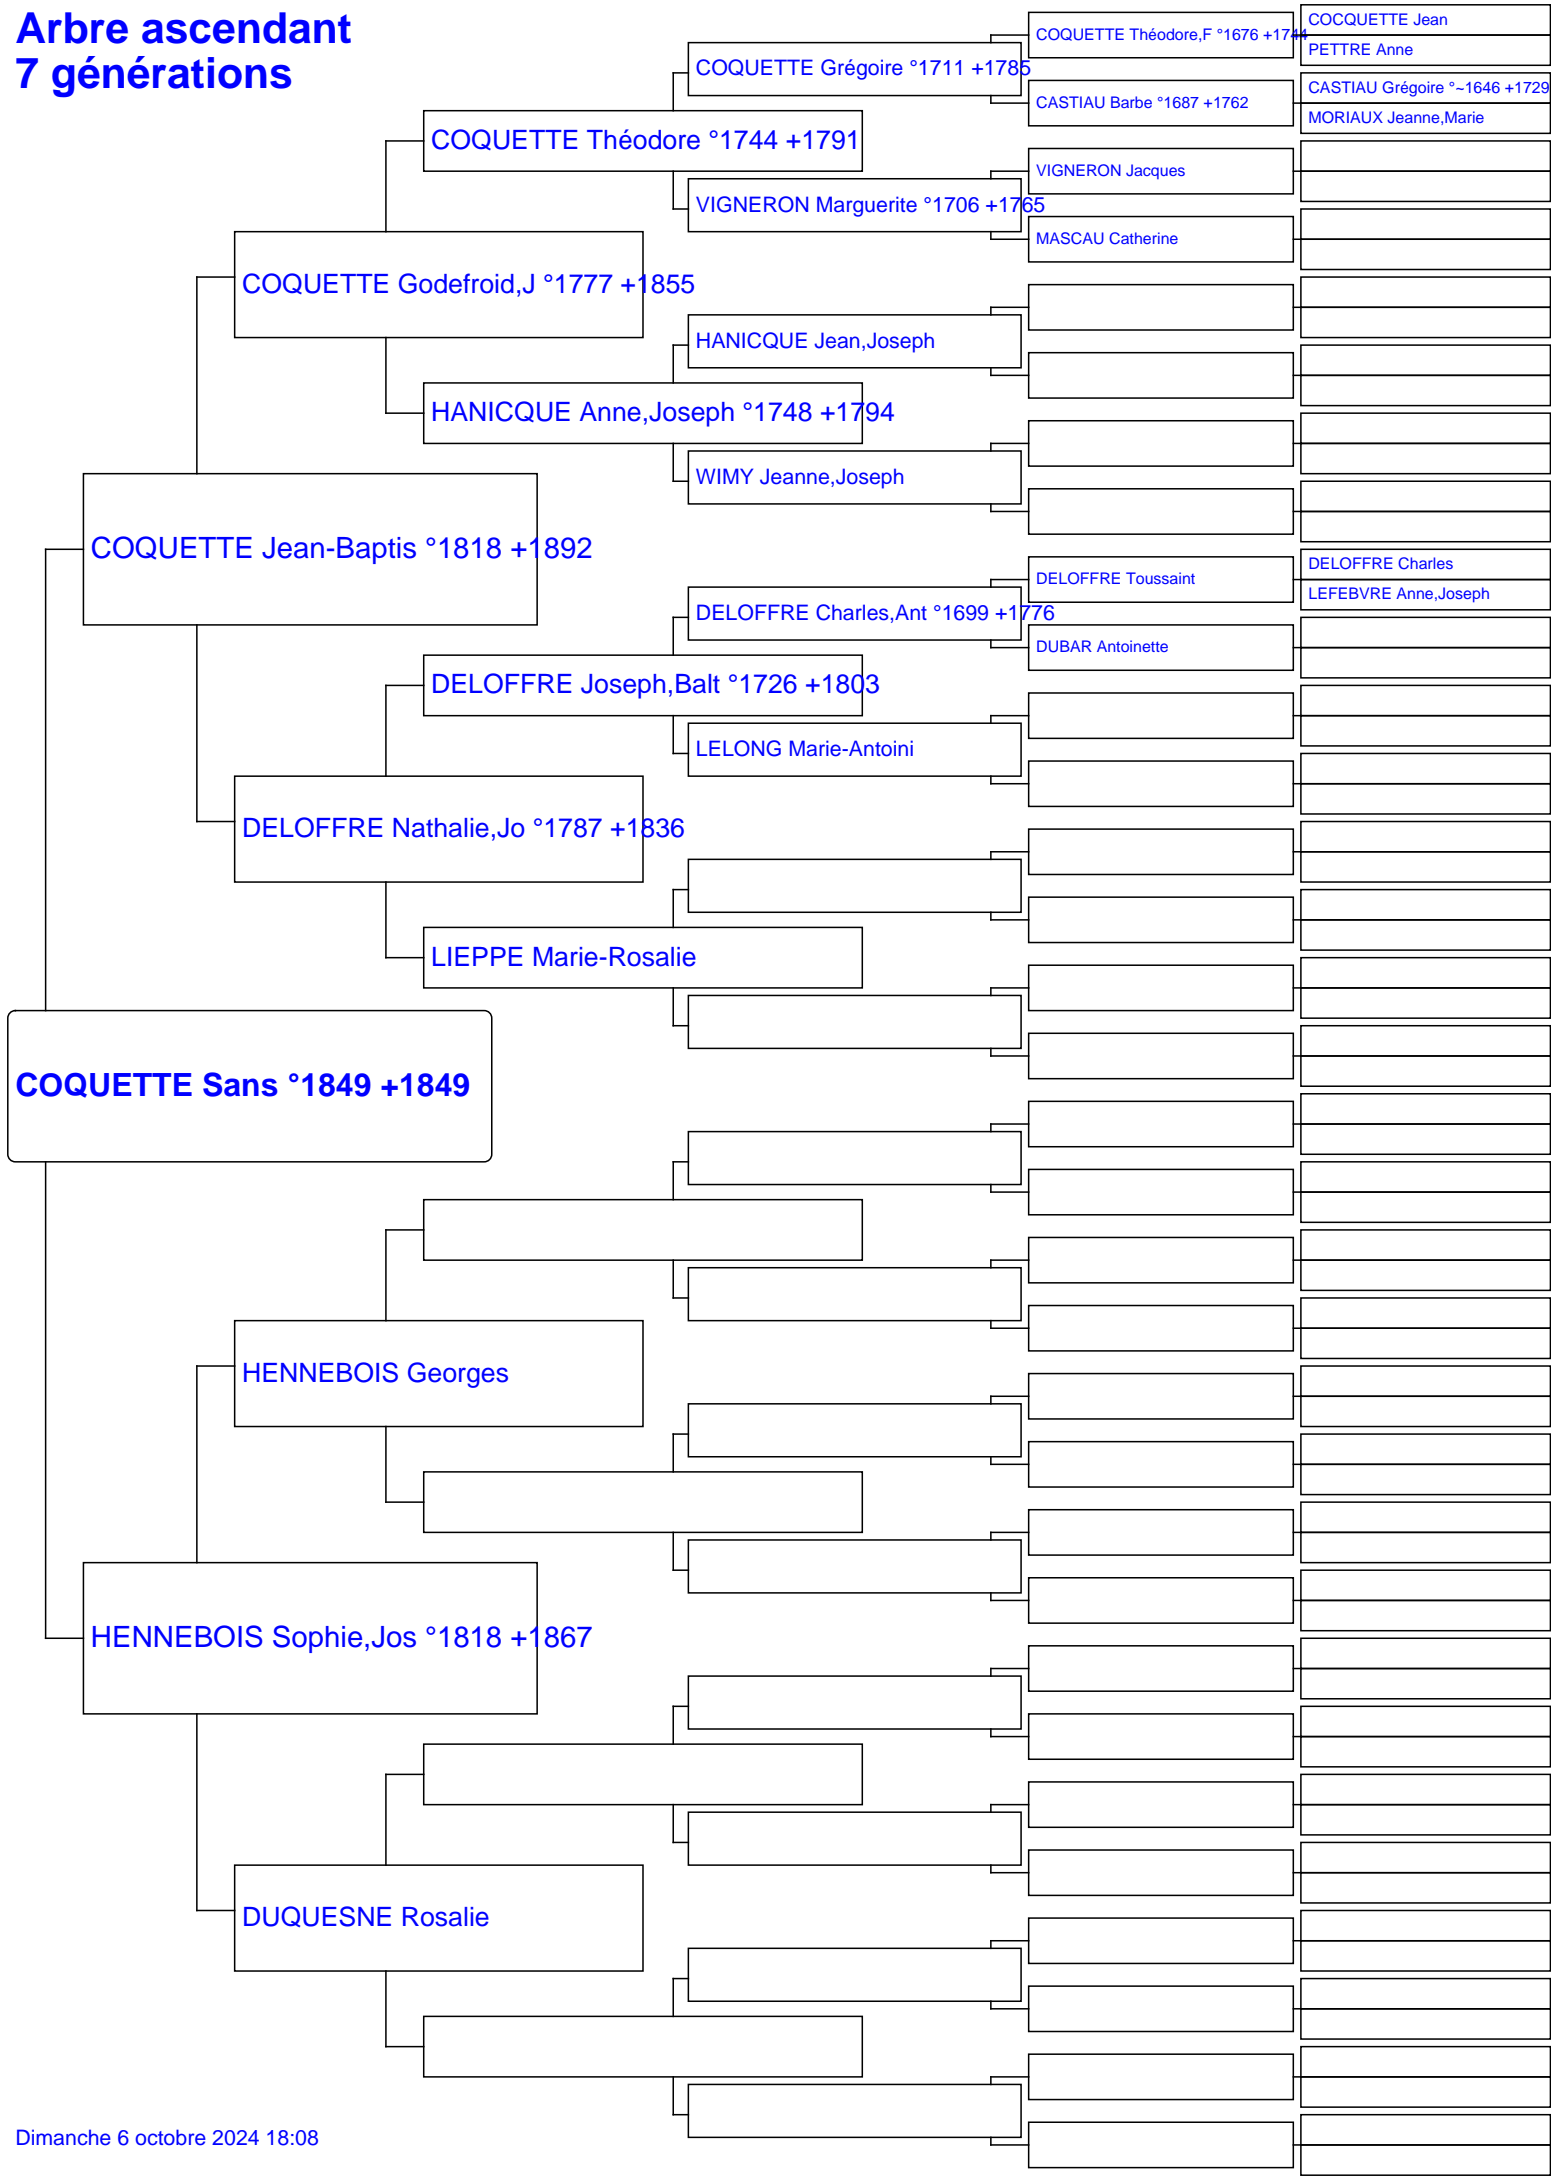 Arbre ascendant
7 générations
COCQUETTE Jean
COQUETTE Théodore,F °1676 +1744
PETTRE Anne
COQUETTE Grégoire °1711 +1785
CASTIAU Grégoire °~1646 +1729
CASTIAU Barbe °1687 +1762
MORIAUX Jeanne,Marie
COQUETTE Théodore °1744 +1791
VIGNERON Jacques
VIGNERON Marguerite °1706 +1765
MASCAU Catherine
COQUETTE Godefroid,J °1777 +1855
HANICQUE Jean,Joseph
HANICQUE Anne,Joseph °1748 +1794
WIMY Jeanne,Joseph
COQUETTE Jean-Baptis °1818 +1892
DELOFFRE Charles
DELOFFRE Toussaint
LEFEBVRE Anne,Joseph
DELOFFRE Charles,Ant °1699 +1776
DUBAR Antoinette
DELOFFRE Joseph,Balt °1726 +1803
LELONG Marie-Antoini
DELOFFRE Nathalie,Jo °1787 +1836
LIEPPE Marie-Rosalie
COQUETTE Sans °1849 +1849
HENNEBOIS Georges
HENNEBOIS Sophie,Jos °1818 +1867
DUQUESNE Rosalie
Dimanche 6 octobre 2024 18:08